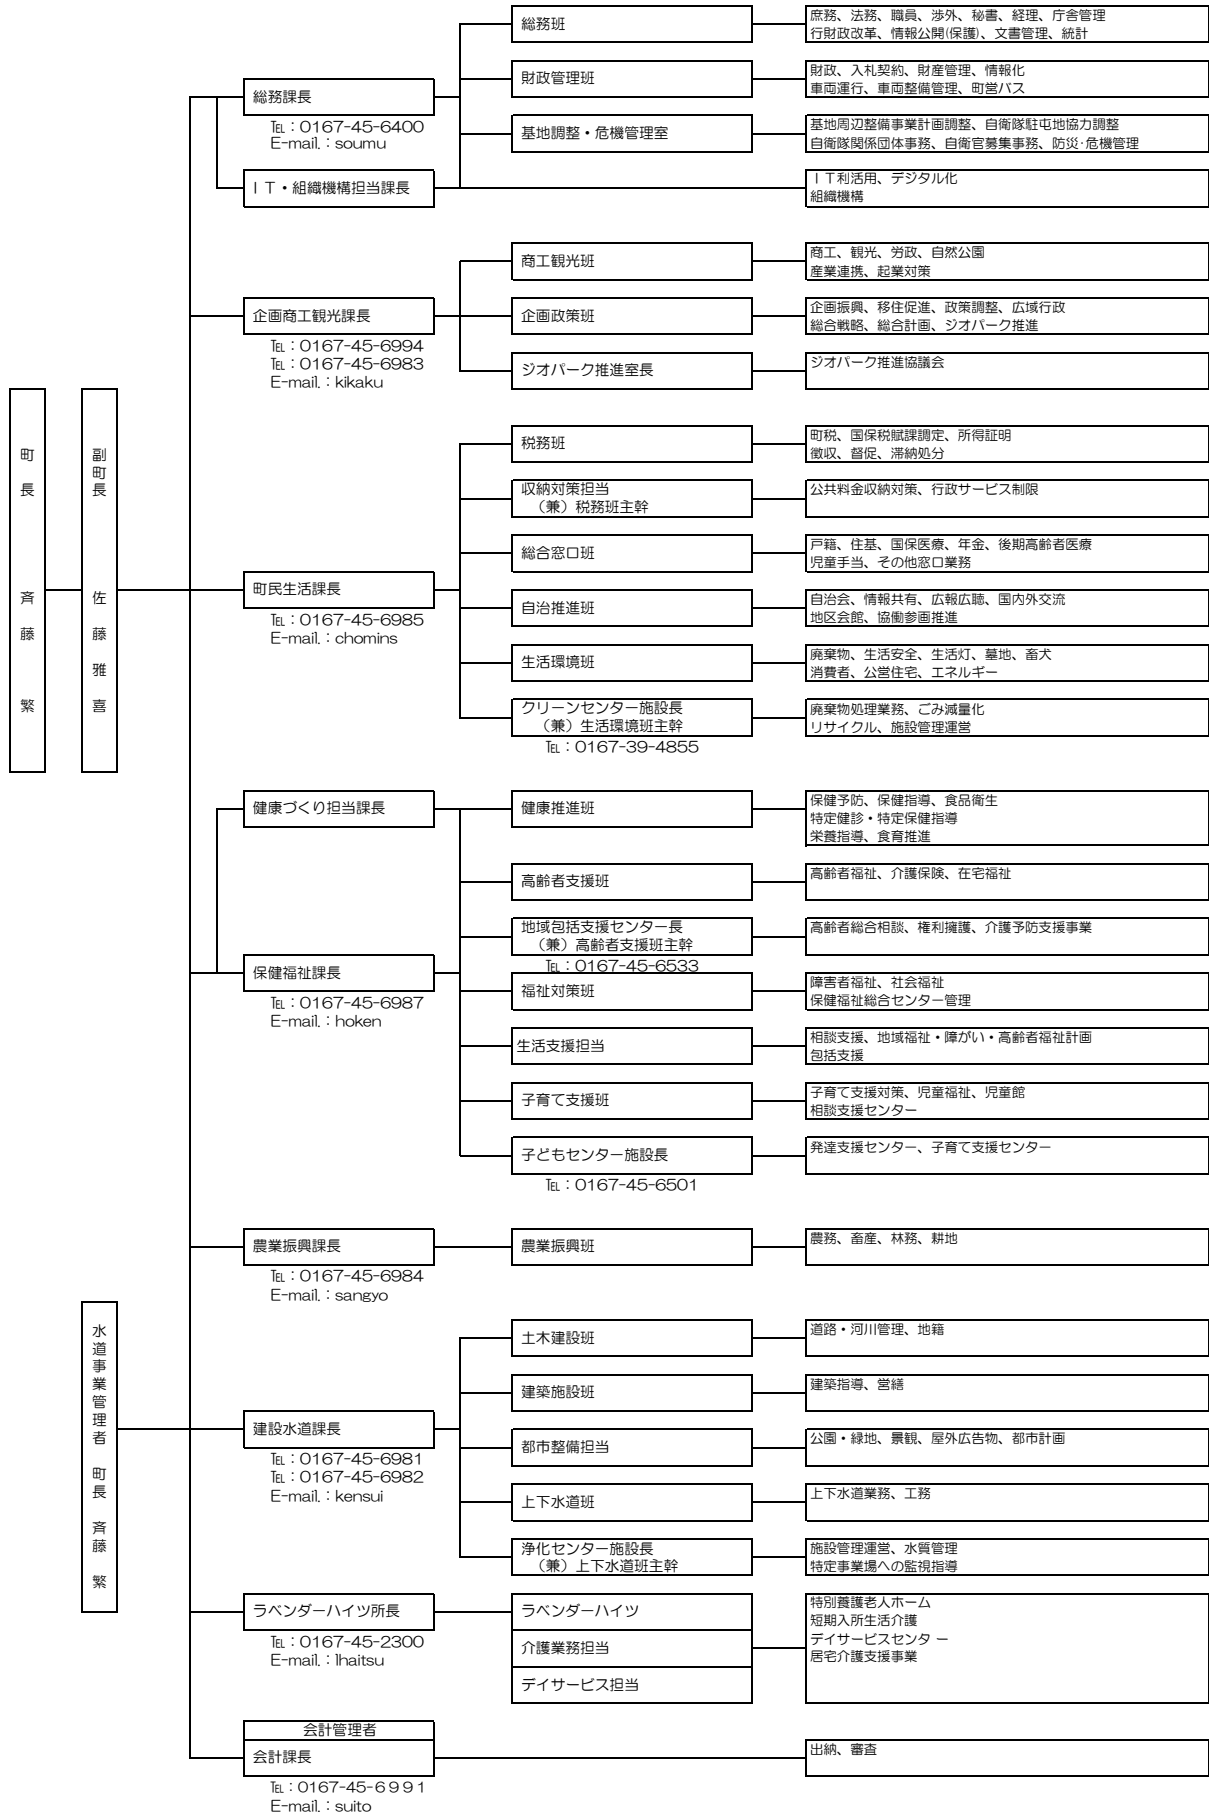 町長 斉藤 繁
副町長 佐藤雅喜
総務課長
℡：0167-45-6400
E-mail.：soumu
総務班
庶務、法務、職員、渉外、秘書、経理、庁舎管理
行財政改革、情報公開(保護)、文書管理、統計
財政管理班
財政、入札契約、財産管理、情報化
車両運行、車両整備管理、町営バス
基地調整・危機管理室
基地周辺整備事業計画調整、自衛隊駐屯地協力調整
自衛隊関係団体事務、自衛官募集事務、防災・危機管理
ＩＴ・組織機構担当課長
ＩＴ利活用、デジタル化
組織機構
企画商工観光課長
℡：0167-45-6994
℡：0167-45-6983
E-mail.：kikaku
商工観光班
商工、観光、労政、自然公園
産業連携、起業対策
企画政策班
企画振興、移住促進、政策調整、広域行政
総合戦略、総合計画、ジオパーク推進
ジオパーク推進室長
ジオパーク推進協議会
町民生活課長
℡：0167-45-6985
E-mail.：chomins
税務班
町税、国保税賦課調定、所得証明
徴収、督促、滞納処分
収納対策担当
（兼）税務班主幹
公共料金収納対策、行政サービス制限
総合窓口班
戸籍、住基、国保医療、年金、後期高齢者医療
児童手当、その他窓口業務
自治推進班
自治会、情報共有、広報広聴、国内外交流
地区会館、協働参画推進
生活環境班
廃棄物、生活安全、生活灯、墓地、畜犬
消費者、公営住宅、エネルギー
クリーンセンター施設長
（兼）生活環境班主幹
℡：0167-39-4855
廃棄物処理業務、ごみ減量化
リサイクル、施設管理運営
健康づくり担当課長
健康推進班
保健予防、保健指導、食品衛生
特定健診・特定保健指導
栄養指導、食育推進
高齢者支援班
高齢者福祉、介護保険、在宅福祉
地域包括支援センター長
（兼）高齢者支援班主幹
℡：0167-45-6533
高齢者総合相談、権利擁護、介護予防支援事業
保健福祉課長
℡：0167-45-6987
E-mail.：hoken
福祉対策班
障害者福祉、社会福祉
保健福祉総合センター管理
生活支援担当
相談支援、地域福祉・障がい・高齢者福祉計画
包括支援
子育て支援班
子育て支援対策、児童福祉、児童館
相談支援センター
子どもセンター施設長
℡：0167-45-6501
発達支援センター、子育て支援センター
農業振興課長
℡：0167-45-6984
E-mail.：sangyo
農業振興班
農務、畜産、林務、耕地
水道事業管理者 町長 斉藤 繁
建設水道課長
℡：0167-45-6981
℡：0167-45-6982
E-mail.：kensui
土木建設班
道路・河川管理、地籍
建築施設班
建築指導、営繕
都市整備担当
公園・緑地、景観、屋外広告物、都市計画
上下水道班
上下水道業務、工務
浄化センター施設長
（兼）上下水道班主幹
施設管理運営、水質管理
特定事業場への監視指導
ラベンダーハイツ所長
℡：0167-45-2300
E-mail.：lhaitsu
ラベンダーハイツ
介護業務担当
デイサービス担当
特別養護老人ホーム
短期入所生活介護
デイサービスセンタ ー
居宅介護支援事業
会計管理者
会計課長
℡：0167-45-６９９１
E-mail.：suito
出納、審査